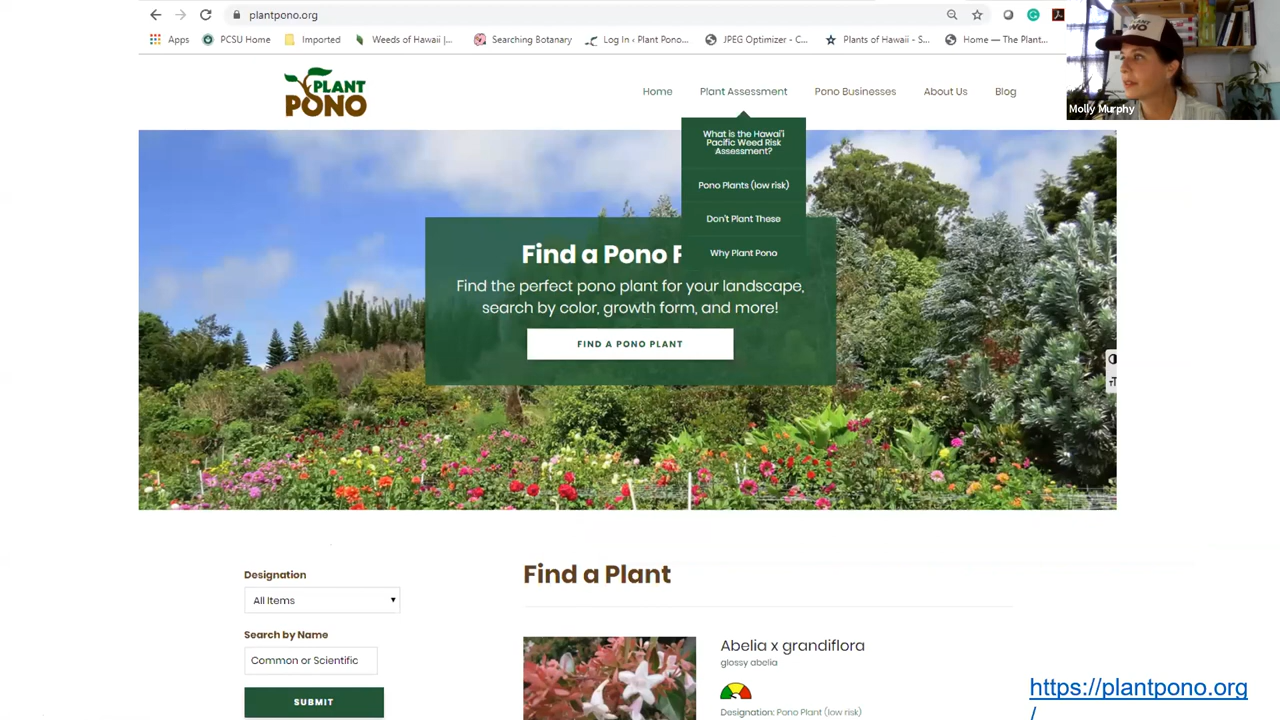 plantpono.org
Apps
PCSU Home
Imported
Weeds of Hawaii |...
Searching Botanary
Log In ‹ Plant Pono...
JPEG Optimizer - C...
Plants of Hawaii - S...
Home — The Plant...
PLANT
PONO
Home
Plant Assessment
Pono Businesses
About Us
Blog
PLANT
PONO
Molly Murphy
What is the Hawai'i
Pacific Weed Risk
Assessment?
Pono Plants (low risk)
Don't Plant These
Why Plant Pono
Find a Pono P
Find the perfect pono plant for your landscape,
search by color, growth form, and more!
FIND A PONO PLANT
Designation
All Items
Search by Name
Common or Scientific
SUBMIT
Find a Plant
Abelia x grandiflora
glossy abelia
Designation: Pono Plant (low risk)
https://plantpono.org
/